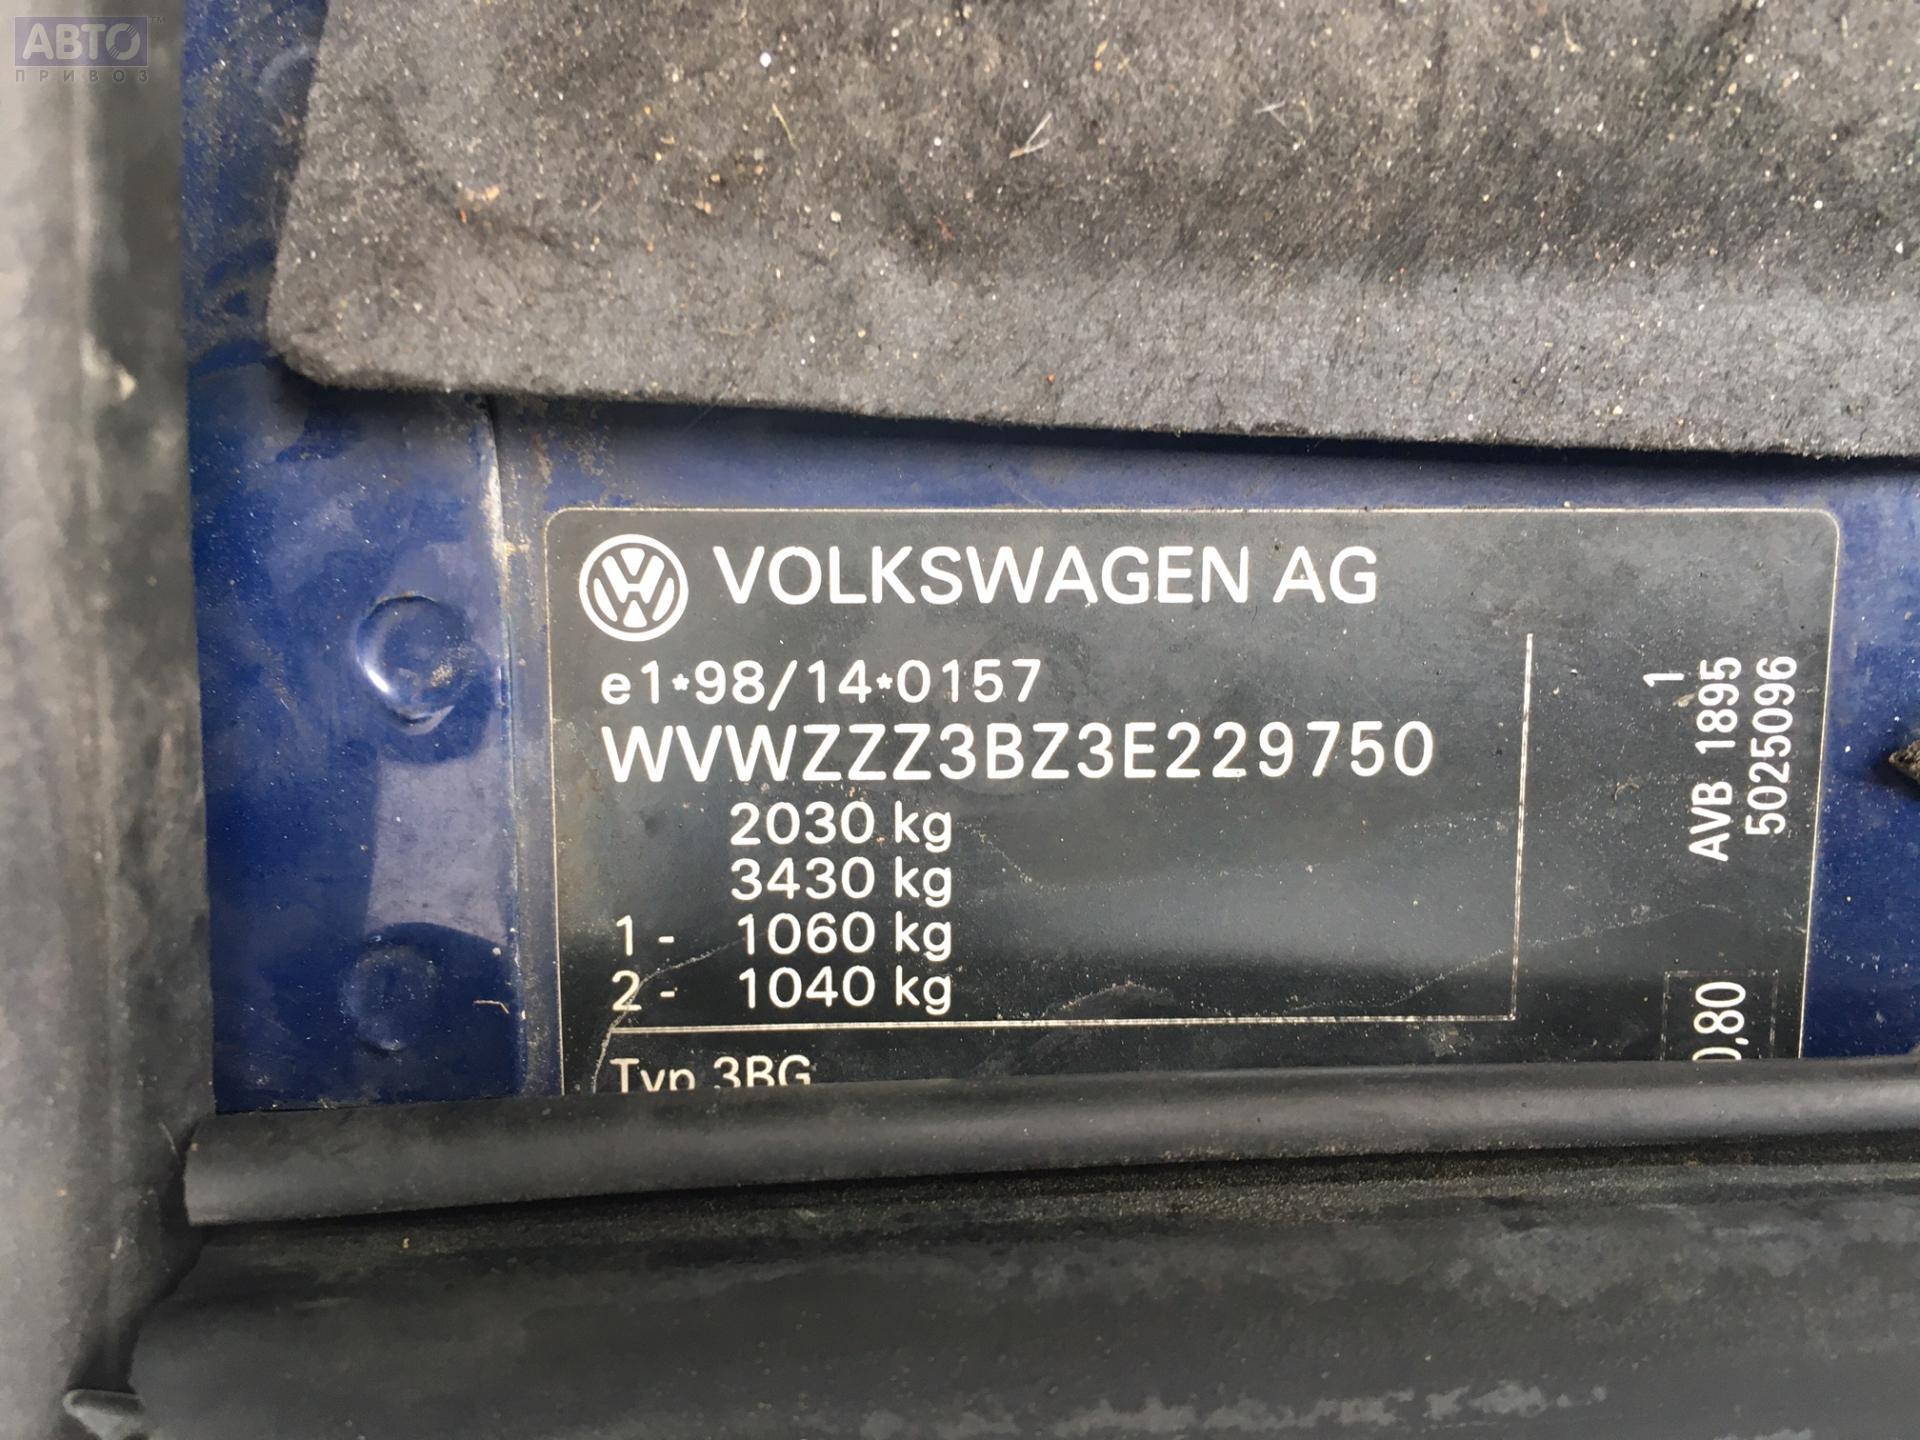 АВТО™
ПРИВОЗ
VOLKSWAGEN AG
e1*98/14*0157
WVWZZZ3BZ3E229750
2030 kg
3430 kg
1 - 1060 kg
2 - 1040 kg
Typ 3BG
1
AVB 1895
5025096
0,80